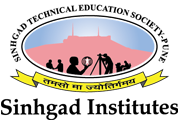 SINHGAD TECHNICAL EDUCATION SOCIETY-PUNE
तमसो मा ज्योतिर्गमय
Sinhgad Institutes